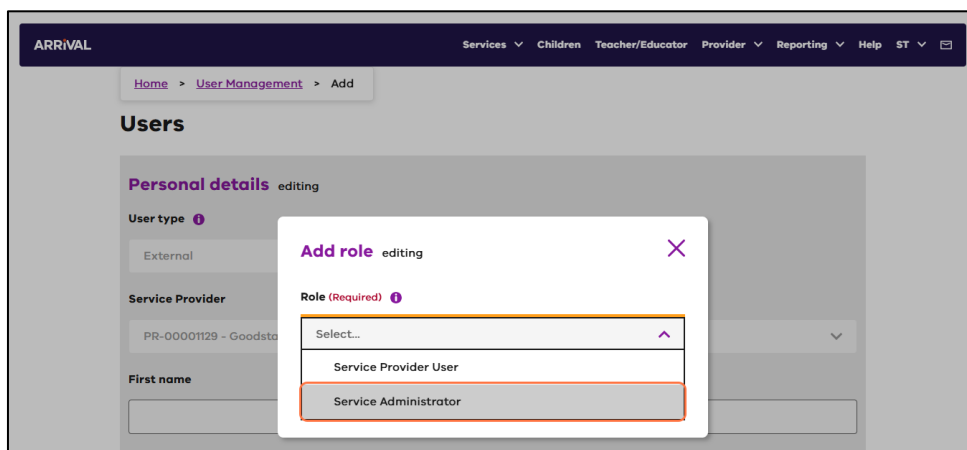 ARRiVAL Services Children Teacher/Educator Provider Reporting Help ST
Home > User Management > Add
Users
Personal details editing
User type
External
Add role editing
Service Provider
Role (Required)
PR-00001129 - Goodsta
Select...
Service Provider User
First name
Service Administrator